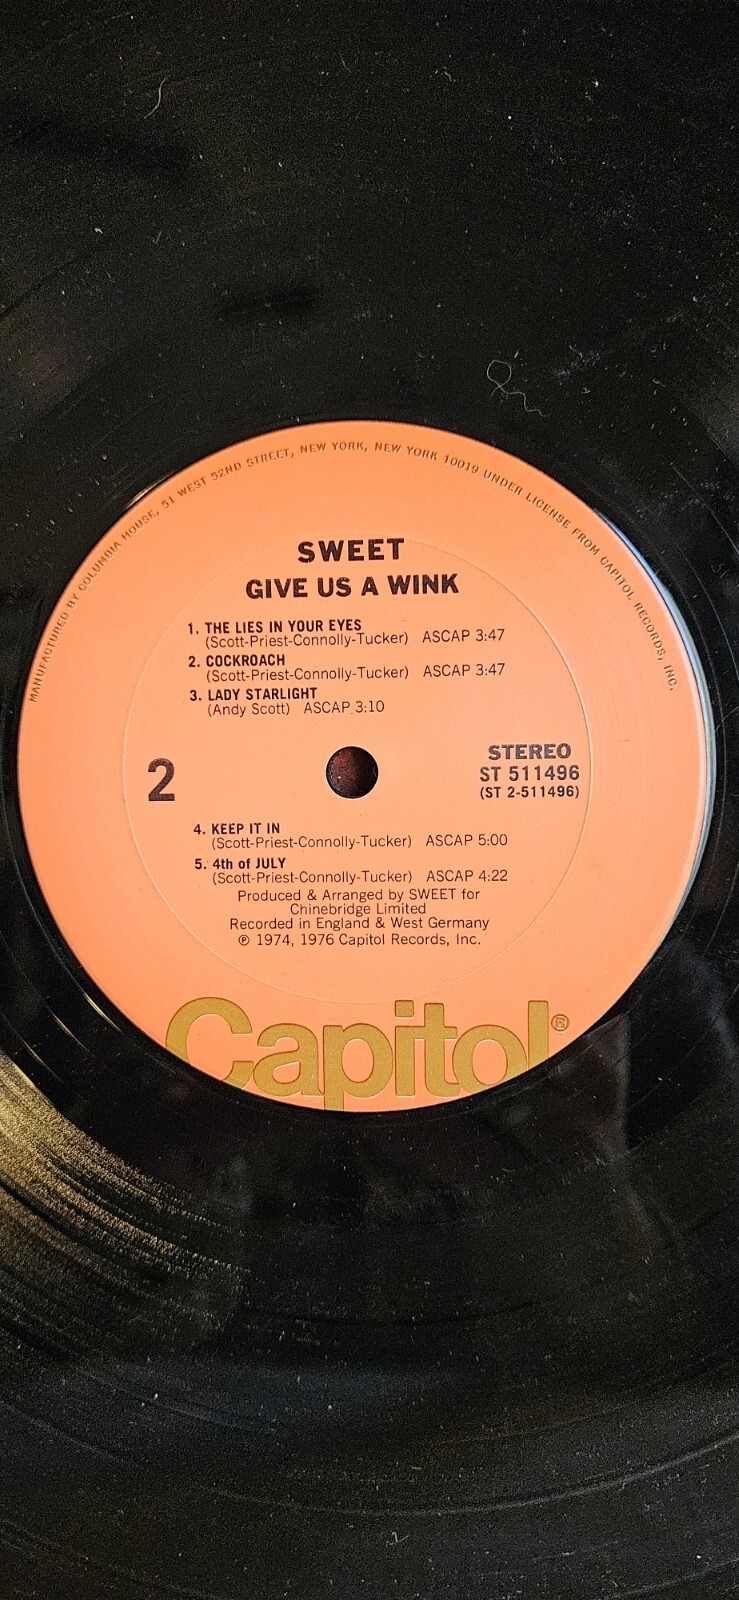 MANUFACTURED BY COLUMBIA HOUSE, 51 WEST 52ND STREET, NEW YORK, NEW YORK 10019 UNDER LICENSE FROM CAPITOL RECORDS, INC.
SWEET
GIVE US A WINK
1. THE LIES IN YOUR EYES
(Scott-Priest-Connolly-Tucker) ASCAP 3:47
2. COCKROACH
(Scott-Priest-Connolly-Tucker) ASCAP 3:47
3. LADY STARLIGHT
(Andy Scott) ASCAP 3:10
2
STEREO
ST 511496
(ST 2-511496)
4. KEEP IT IN
(Scott-Priest-Connolly-Tucker) ASCAP 5:00
5. 4th of JULY
(Scott-Priest-Connolly-Tucker) ASCAP 4:22
Produced & Arranged by SWEET for
Chinebridge Limited
Recorded in England & West Germany
℗ 1974, 1976 Capitol Records, Inc.
Capitol®